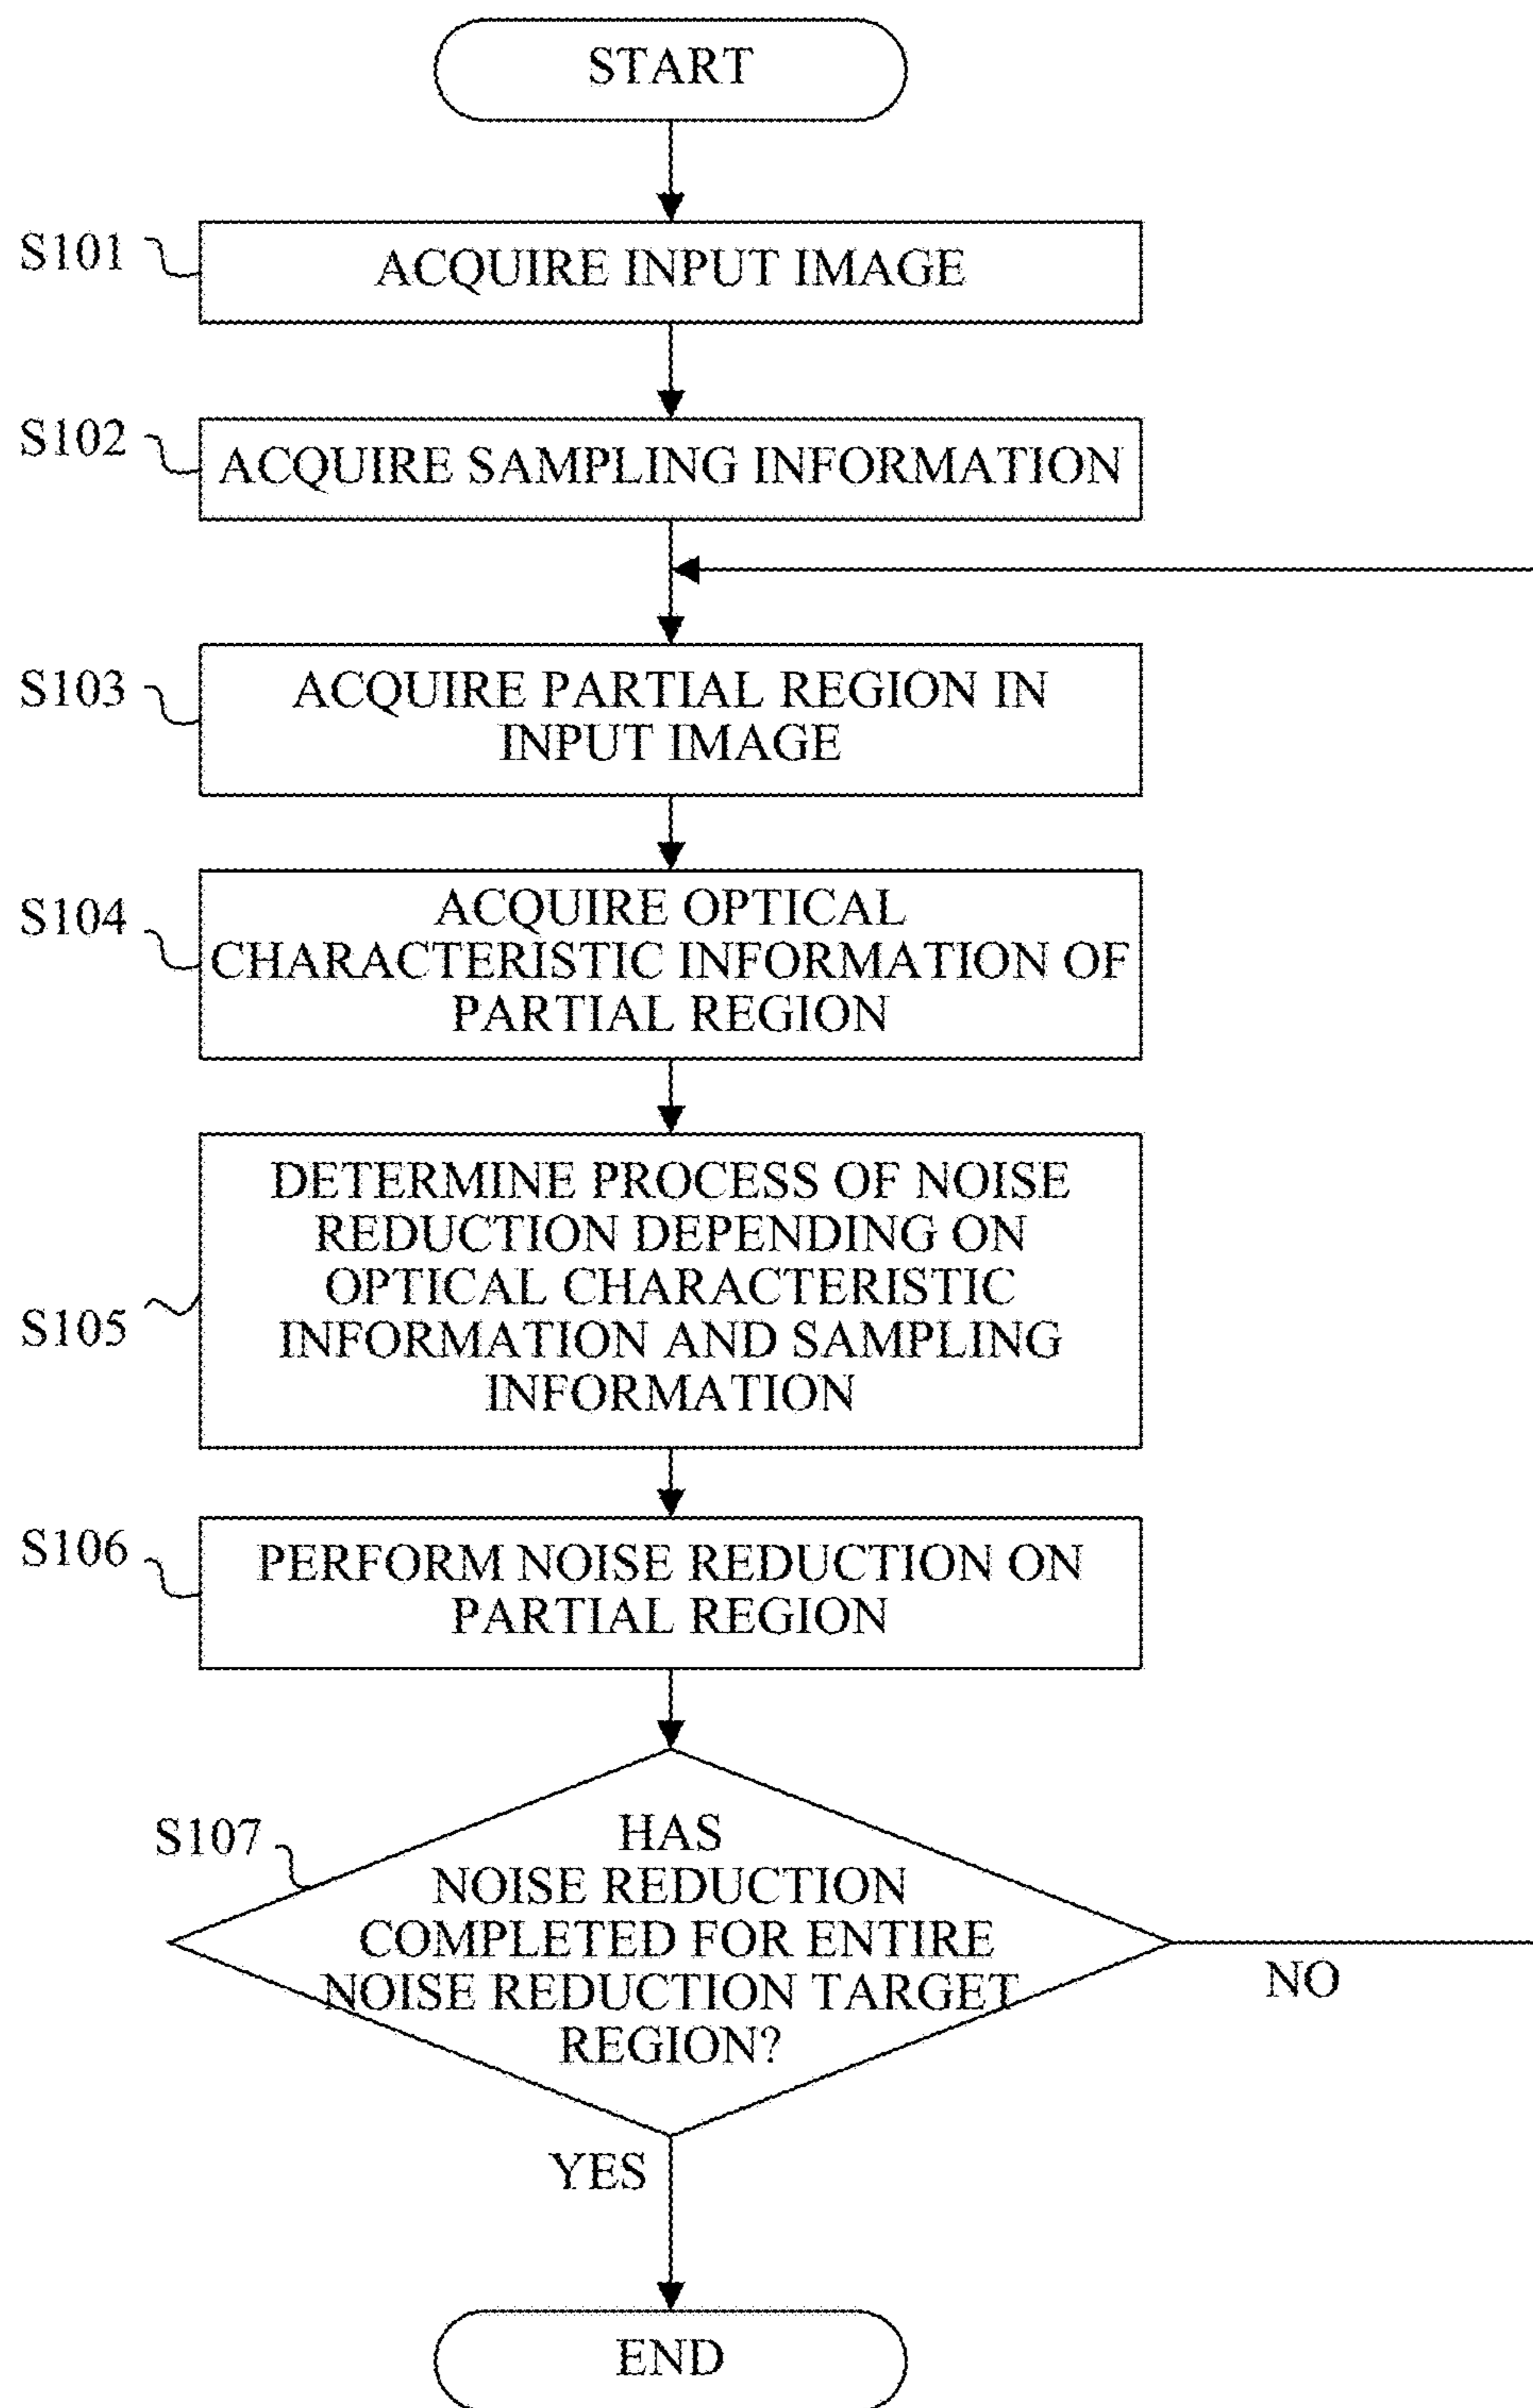 START
S101
ACQUIRE INPUT IMAGE
S102
ACQUIRE SAMPLING INFORMATION
S103
ACQUIRE PARTIAL REGION IN
INPUT IMAGE
S104
ACQUIRE OPTICAL
CHARACTERISTIC INFORMATION OF
PARTIAL REGION
S105
DETERMINE PROCESS OF NOISE
REDUCTION DEPENDING ON
OPTICAL CHARACTERISTIC
INFORMATION AND SAMPLING
INFORMATION
S106
PERFORM NOISE REDUCTION ON
PARTIAL REGION
S107
HAS
NOISE REDUCTION
COMPLETED FOR ENTIRE
NOISE REDUCTION TARGET
REGION?
NO
YES
END